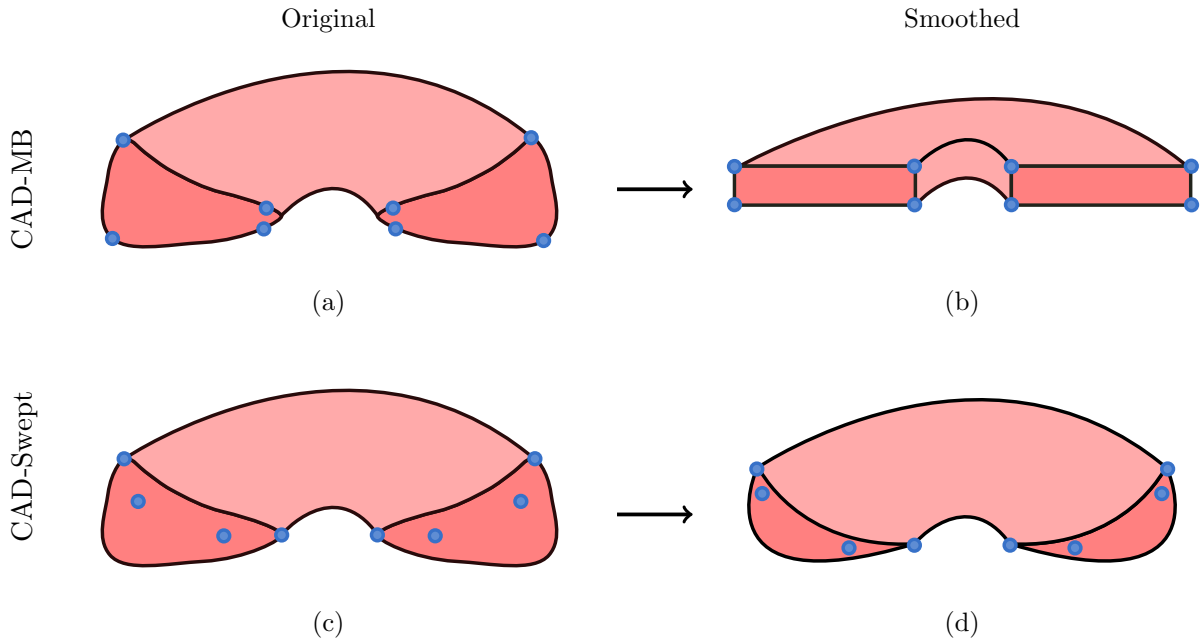 Original
Smoothed
CAD-MB
(a)
(b)
CAD-Swept
(c)
(d)